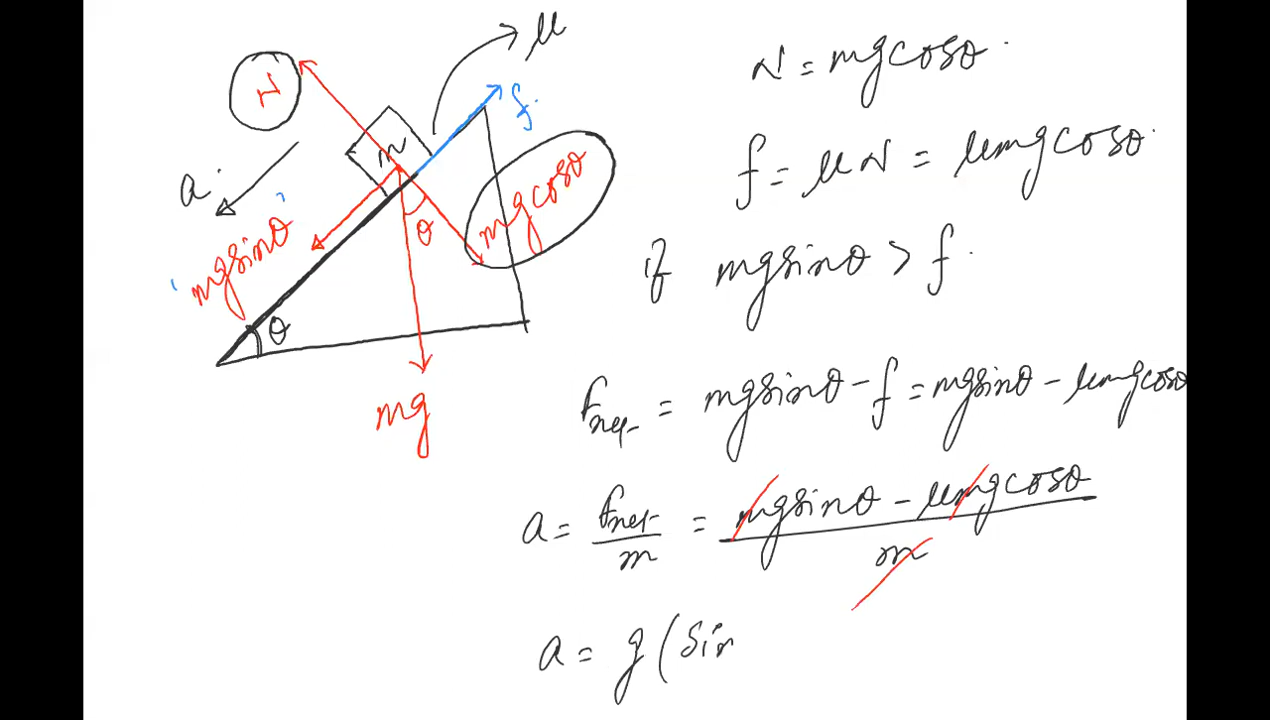 μ
N
f.
N = mgcosθ.
m
a.
mgcosθ
f = μN = μmgcosθ.
mgsinθ
θ
if mgsinθ > f.
θ
mg
Fnet = mgsinθ - f = mgsinθ - μmgcosθ
a = Fnet/m = mgsinθ - μmgcosθ/m
a = g(sin